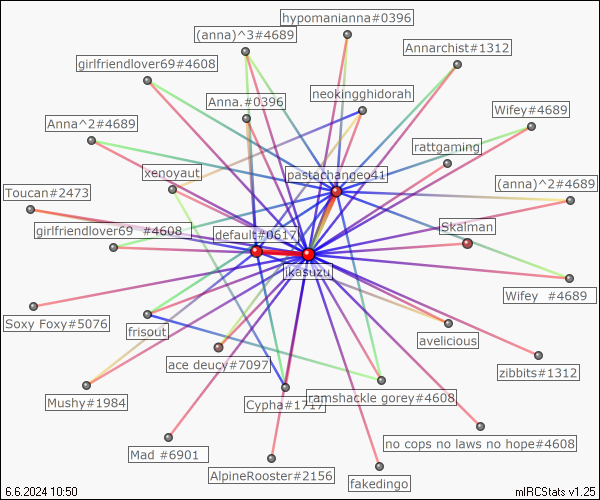 hypomanianna#0396
(anna)^3#4689
Annarchist#1312
girlfriendlover69#4608
neokingghidorah
Anna.#0396
Wifey#4689
Anna^2#4689
rattgaming
xenoyaut
pastachangeo41
Toucan#2473
(anna)^2#4689
Skalman
girlfriendlover69 #4608
default#0617
ikasuzu
Wifey #4689
Soxy Foxy#5076
frisout
avelicious
ace deucy#7097
zibbits#1312
Mushy#1984
Cypha#1717
ramshackle gorey#4608
no cops no laws no hope#4608
Mad #6901
AlpineRooster#2156
fakedingo
6.6.2024 10:50
mIRCStats v1.25